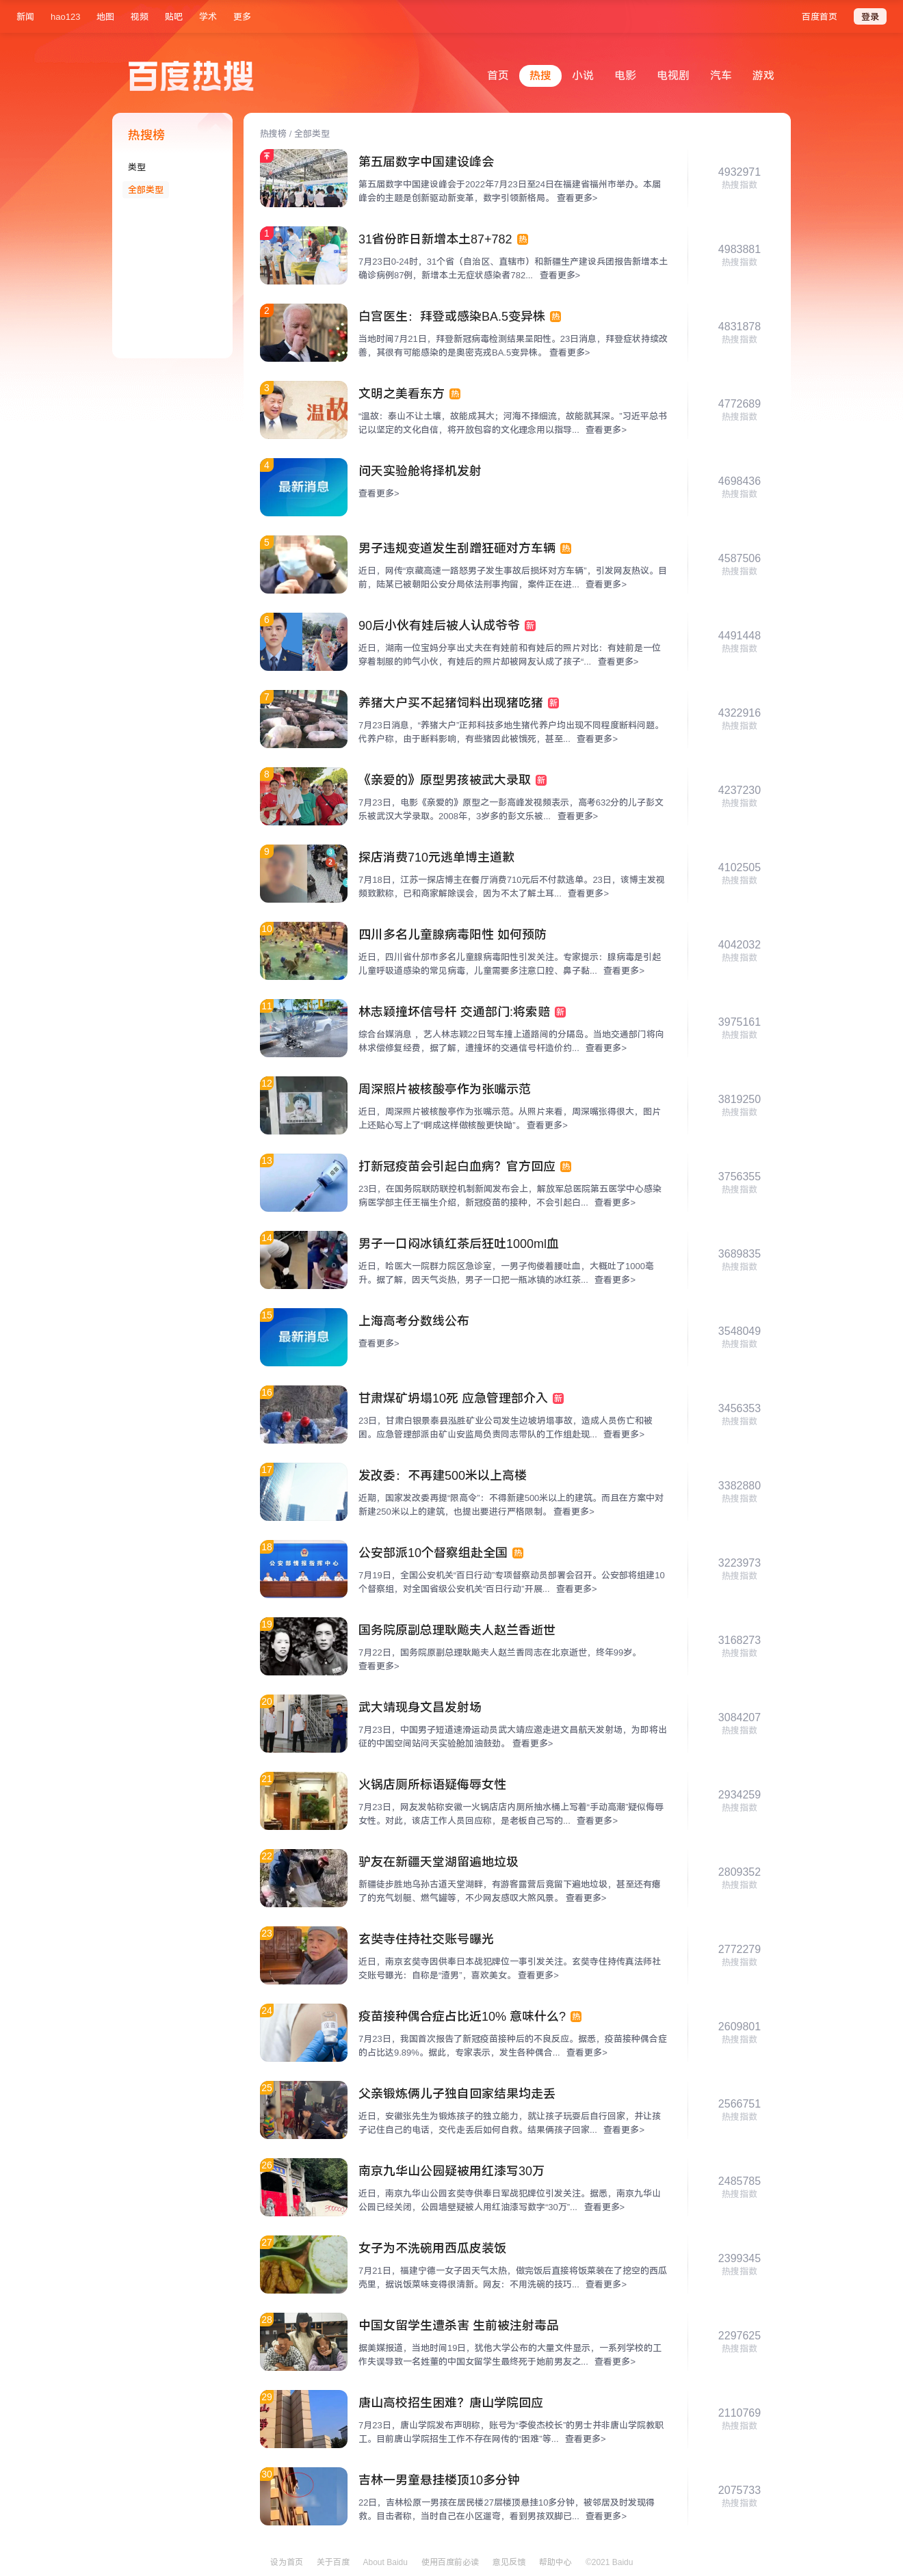 新闻 hao123 地图 视频 贴吧 学术 更多 百度首页 登录
百度热搜
首页 热搜 小说 电影 电视剧 汽车 游戏
热搜榜
类型
全部类型
热搜榜 / 全部类型
第五届数字中国建设峰会
第五届数字中国建设峰会于2022年7月23日至24日在福建省福州市举办。本届
峰会的主题是创新驱动新变革，数字引领新格局。 查看更多>
4932971
热搜指数
1
31省份昨日新增本土87+782 热
7月23日0-24时，31个省（自治区、直辖市）和新疆生产建设兵团报告新增本土
确诊病例87例，新增本土无症状感染者782... 查看更多>
4983881
热搜指数
2
白宫医生：拜登或感染BA.5变异株 热
当地时间7月21日，拜登新冠病毒检测结果呈阳性。23日消息，拜登症状持续改
善，其很有可能感染的是奥密克戎BA.5变异株。 查看更多>
4831878
热搜指数
3
温故
文明之美看东方 热
“温故：泰山不让土壤，故能成其大；河海不择细流，故能就其深。”习近平总书
记以坚定的文化自信，将开放包容的文化理念用以指导... 查看更多>
4772689
热搜指数
4
最新消息
问天实验舱将择机发射
查看更多>
4698436
热搜指数
5
男子违规变道发生刮蹭狂砸对方车辆 热
近日，网传“京藏高速一路怒男子发生事故后损坏对方车辆”，引发网友热议。目
前，陆某已被朝阳公安分局依法刑事拘留，案件正在进... 查看更多>
4587506
热搜指数
6
90后小伙有娃后被人认成爷爷 新
近日，湖南一位宝妈分享出丈夫在有娃前和有娃后的照片对比：有娃前是一位
穿着制服的帅气小伙，有娃后的照片却被网友认成了孩子“... 查看更多>
4491448
热搜指数
7
养猪大户买不起猪饲料出现猪吃猪 新
7月23日消息，“养猪大户”正邦科技多地生猪代养户均出现不同程度断料问题。
代养户称，由于断料影响，有些猪因此被饿死，甚至... 查看更多>
4322916
热搜指数
8
《亲爱的》原型男孩被武大录取 新
7月23日，电影《亲爱的》原型之一彭高峰发视频表示，高考632分的儿子彭文
乐被武汉大学录取。2008年，3岁多的彭文乐被... 查看更多>
4237230
热搜指数
9
探店消费710元逃单博主道歉
7月18日，江苏一探店博主在餐厅消费710元后不付款逃单。23日，该博主发视
频致歉称，已和商家解除误会，因为不太了解土耳... 查看更多>
4102505
热搜指数
10
四川多名儿童腺病毒阳性 如何预防
近日，四川省什邡市多名儿童腺病毒阳性引发关注。专家提示：腺病毒是引起
儿童呼吸道感染的常见病毒，儿童需要多注意口腔、鼻子黏... 查看更多>
4042032
热搜指数
11
林志颖撞坏信号杆 交通部门:将索赔 新
综合台媒消息 ，艺人林志颖22日驾车撞上道路间的分隔岛。当地交通部门将向
林求偿修复经费，据了解，遭撞坏的交通信号杆造价约... 查看更多>
3975161
热搜指数
12
周深照片被核酸亭作为张嘴示范
近日，周深照片被核酸亭作为张嘴示范。从照片来看，周深嘴张得很大，图片
上还贴心写上了“啊成这样做核酸更快呦”。 查看更多>
3819250
热搜指数
13
打新冠疫苗会引起白血病？官方回应 热
23日，在国务院联防联控机制新闻发布会上，解放军总医院第五医学中心感染
病医学部主任王福生介绍，新冠疫苗的接种，不会引起白... 查看更多>
3756355
热搜指数
14
男子一口闷冰镇红茶后狂吐1000ml血
近日，哈医大一院群力院区急诊室，一男子佝偻着腰吐血，大概吐了1000毫
升。据了解，因天气炎热，男子一口把一瓶冰镇的冰红茶... 查看更多>
3689835
热搜指数
15
最新消息
上海高考分数线公布
查看更多>
3548049
热搜指数
16
甘肃煤矿坍塌10死 应急管理部介入 新
23日，甘肃白银景泰县泓胜矿业公司发生边坡坍塌事故，造成人员伤亡和被
困。应急管理部派由矿山安监局负责同志带队的工作组赴现... 查看更多>
3456353
热搜指数
17
发改委：不再建500米以上高楼
近期，国家发改委再提“限高令”：不得新建500米以上的建筑。而且在方案中对
新建250米以上的建筑，也提出要进行严格限制。 查看更多>
3382880
热搜指数
18
公安部情报指挥中心
公安部派10个督察组赴全国 热
7月19日，全国公安机关“百日行动”专项督察动员部署会召开。公安部将组建10
个督察组，对全国省级公安机关“百日行动”开展... 查看更多>
3223973
热搜指数
19
国务院原副总理耿飚夫人赵兰香逝世
7月22日，国务院原副总理耿飚夫人赵兰香同志在北京逝世，终年99岁。
查看更多>
3168273
热搜指数
20
武大靖现身文昌发射场
7月23日，中国男子短道速滑运动员武大靖应邀走进文昌航天发射场，为即将出
征的中国空间站问天实验舱加油鼓劲。 查看更多>
3084207
热搜指数
21
火锅店厕所标语疑侮辱女性
7月23日，网友发帖称安徽一火锅店店内厕所抽水桶上写着“手动高潮”疑似侮辱
女性。对此，该店工作人员回应称，是老板自己写的... 查看更多>
2934259
热搜指数
22
驴友在新疆天堂湖留遍地垃圾
新疆徒步胜地乌孙古道天堂湖畔，有游客露营后竟留下遍地垃圾，甚至还有瘪
了的充气划艇、燃气罐等，不少网友感叹大煞风景。 查看更多>
2809352
热搜指数
23
玄奘寺住持社交账号曝光
近日，南京玄奘寺因供奉日本战犯牌位一事引发关注。玄奘寺住持传真法师社
交账号曝光：自称是“渣男”，喜欢美女。 查看更多>
2772279
热搜指数
24
疫苗接种偶合症占比近10% 意味什么? 热
7月23日，我国首次报告了新冠疫苗接种后的不良反应。据悉，疫苗接种偶合症
的占比达9.89%。据此，专家表示，发生各种偶合... 查看更多>
2609801
热搜指数
25
父亲锻炼俩儿子独自回家结果均走丢
近日，安徽张先生为锻炼孩子的独立能力，就让孩子玩耍后自行回家，并让孩
子记住自己的电话，交代走丢后如何自救。结果俩孩子回家... 查看更多>
2566751
热搜指数
26
南京九华山公园疑被用红漆写30万
近日，南京九华山公园玄奘寺供奉日军战犯牌位引发关注。据悉，南京九华山
公园已经关闭，公园墙壁疑被人用红油漆写数字“30万”... 查看更多>
2485785
热搜指数
27
女子为不洗碗用西瓜皮装饭
7月21日，福建宁德一女子因天气太热，做完饭后直接将饭菜装在了挖空的西瓜
壳里，据说饭菜味变得很清新。网友：不用洗碗的技巧... 查看更多>
2399345
热搜指数
28
中国女留学生遭杀害 生前被注射毒品
据美媒报道，当地时间19日，犹他大学公布的大量文件显示，一系列学校的工
作失误导致一名姓董的中国女留学生最终死于她前男友之... 查看更多>
2297625
热搜指数
29
唐山高校招生困难？唐山学院回应
7月23日，唐山学院发布声明称，账号为“李俊杰校长”的男士并非唐山学院教职
工。目前唐山学院招生工作不存在网传的“困难”等... 查看更多>
2110769
热搜指数
30
吉林一男童悬挂楼顶10多分钟
22日，吉林松原一男孩在居民楼27层楼顶悬挂10多分钟，被邻居及时发现得
救。目击者称，当时自己在小区遛弯，看到男孩双脚已... 查看更多>
2075733
热搜指数
设为首页 关于百度 About Baidu 使用百度前必读 意见反馈 帮助中心 ©2021 Baidu